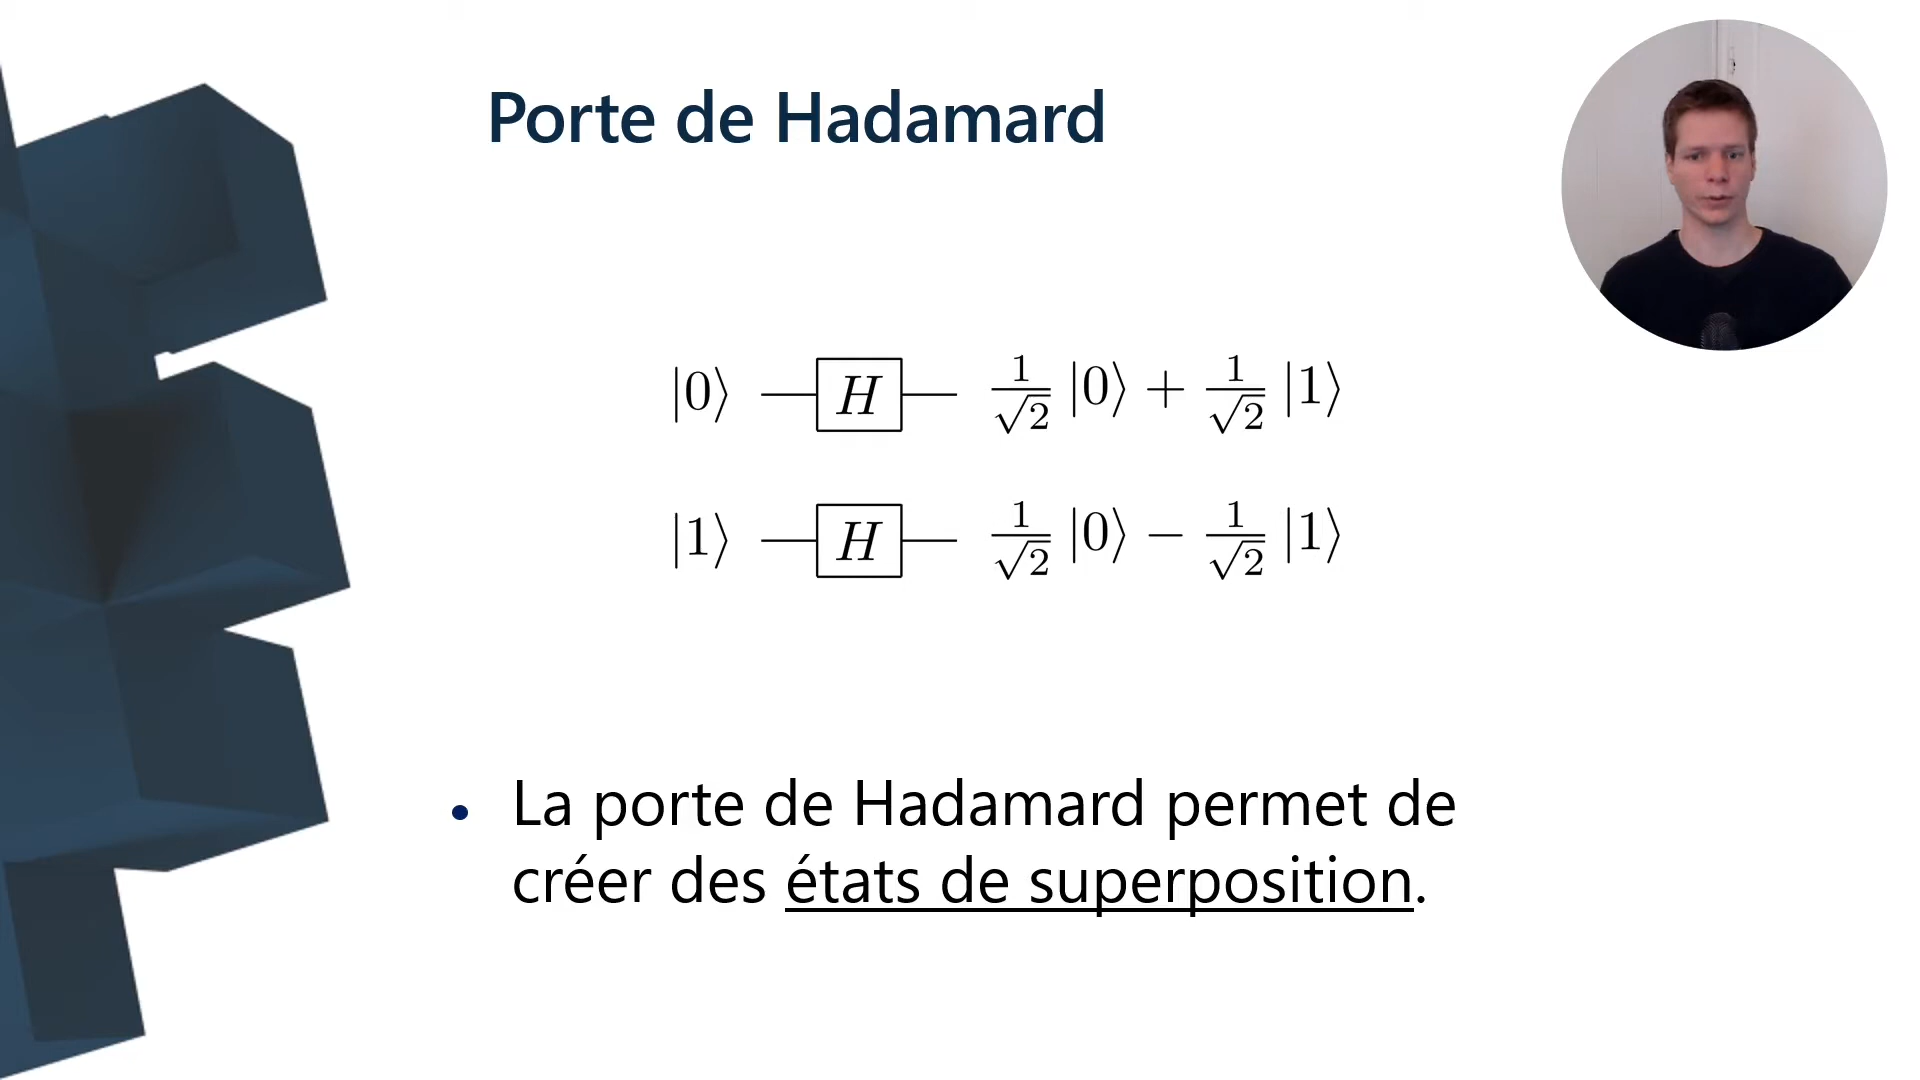 Porte de Hadamard
|0⟩ H 1/√2 |0⟩ + 1/√2 |1⟩
|1⟩ H 1/√2 |0⟩ − 1/√2 |1⟩
• La porte de Hadamard permet de
créer des états de superposition.